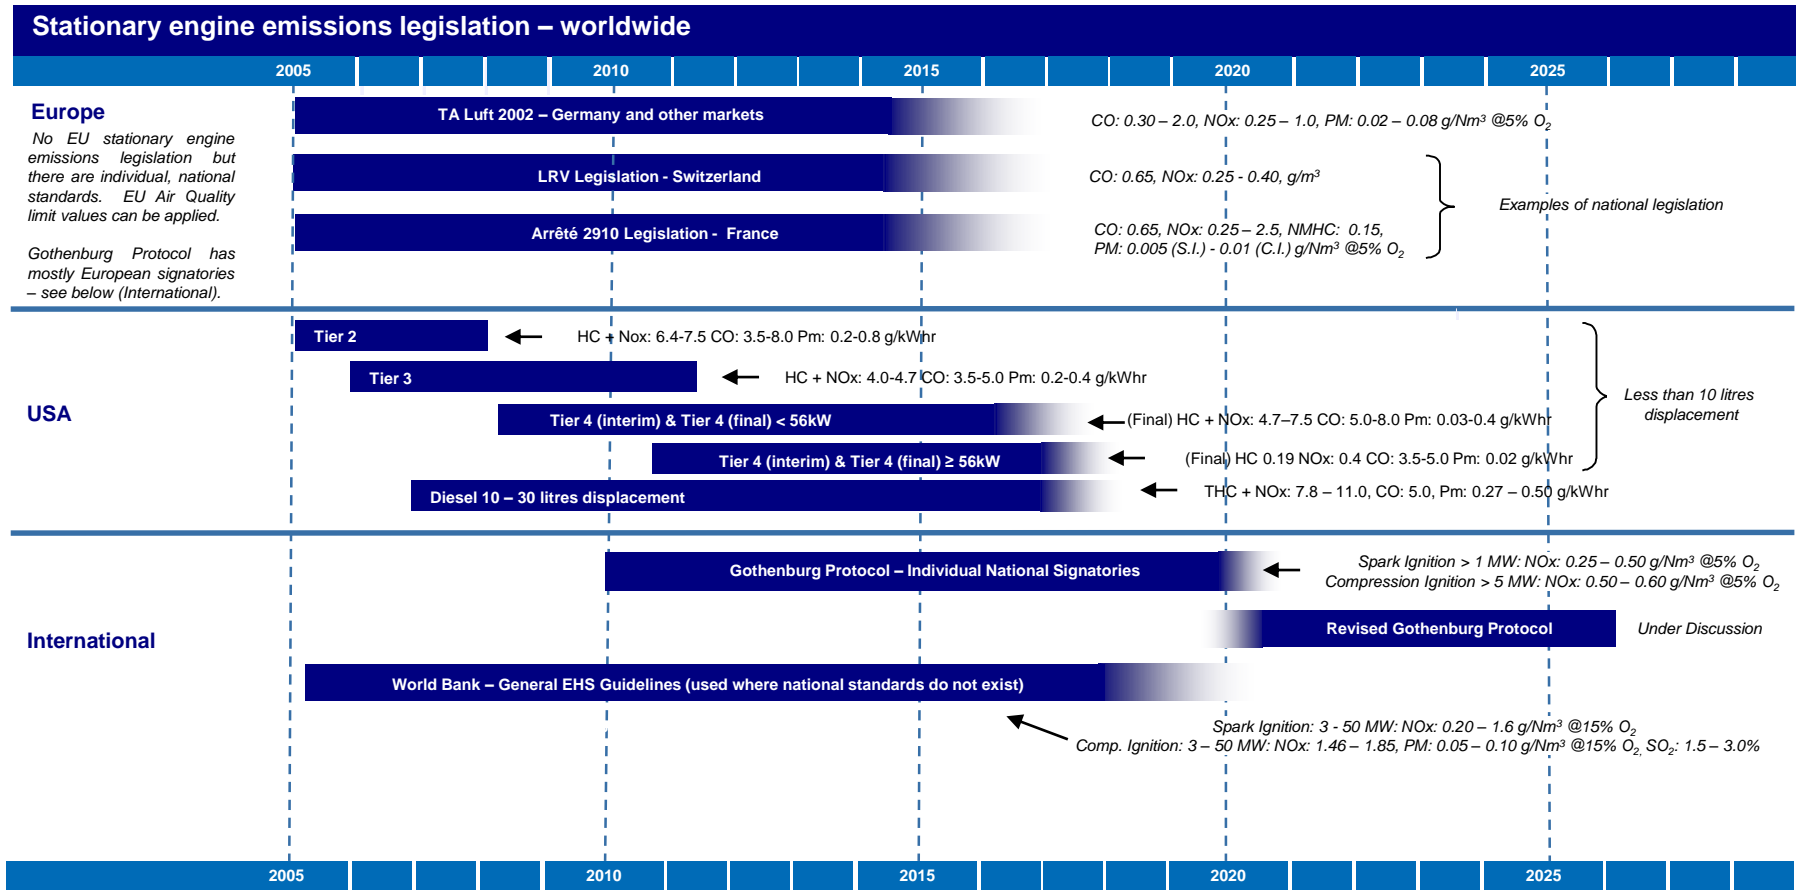 Stationary engine emissions legislation – worldwide
2005 2010 2015 2020 2025
Europe
No EU stationary engine
emissions legislation but
there are individual, national
standards. EU Air Quality
limit values can be applied.
Gothenburg Protocol has
mostly European signatories
– see below (International).
TA Luft 2002 – Germany and other markets
CO: 0.30 – 2.0, NOx: 0.25 – 1.0, PM: 0.02 – 0.08 g/Nm³ @5% O₂
LRV Legislation - Switzerland
CO: 0.65, NOx: 0.25 - 0.40, g/m³
Arrêté 2910 Legislation - France
CO: 0.65, NOx: 0.25 – 2.5, NMHC: 0.15,
PM: 0.005 (S.I.) - 0.01 (C.I.) g/Nm³ @5% O₂
Examples of national legislation
USA
Tier 2
HC + Nox: 6.4-7.5 CO: 3.5-8.0 Pm: 0.2-0.8 g/kWhr
Tier 3
HC + NOx: 4.0-4.7 CO: 3.5-5.0 Pm: 0.2-0.4 g/kWhr
Tier 4 (interim) & Tier 4 (final) < 56kW
(Final) HC + NOx: 4.7–7.5 CO: 5.0-8.0 Pm: 0.03-0.4 g/kWhr
Tier 4 (interim) & Tier 4 (final) ≥ 56kW
(Final) HC 0.19 NOx: 0.4 CO: 3.5-5.0 Pm: 0.02 g/kWhr
Diesel 10 – 30 litres displacement
THC + NOx: 7.8 – 11.0, CO: 5.0, Pm: 0.27 – 0.50 g/kWhr
Less than 10 litres
displacement
International
Gothenburg Protocol – Individual National Signatories
Spark Ignition > 1 MW: NOx: 0.25 – 0.50 g/Nm³ @5% O₂
Compression Ignition > 5 MW: NOx: 0.50 – 0.60 g/Nm³ @5% O₂
Revised Gothenburg Protocol
Under Discussion
World Bank – General EHS Guidelines (used where national standards do not exist)
Spark Ignition: 3 - 50 MW: NOx: 0.20 – 1.6 g/Nm³ @15% O₂
Comp. Ignition: 3 – 50 MW: NOx: 1.46 – 1.85, PM: 0.05 – 0.10 g/Nm³ @15% O₂, SO₂: 1.5 – 3.0%
2005 2010 2015 2020 2025